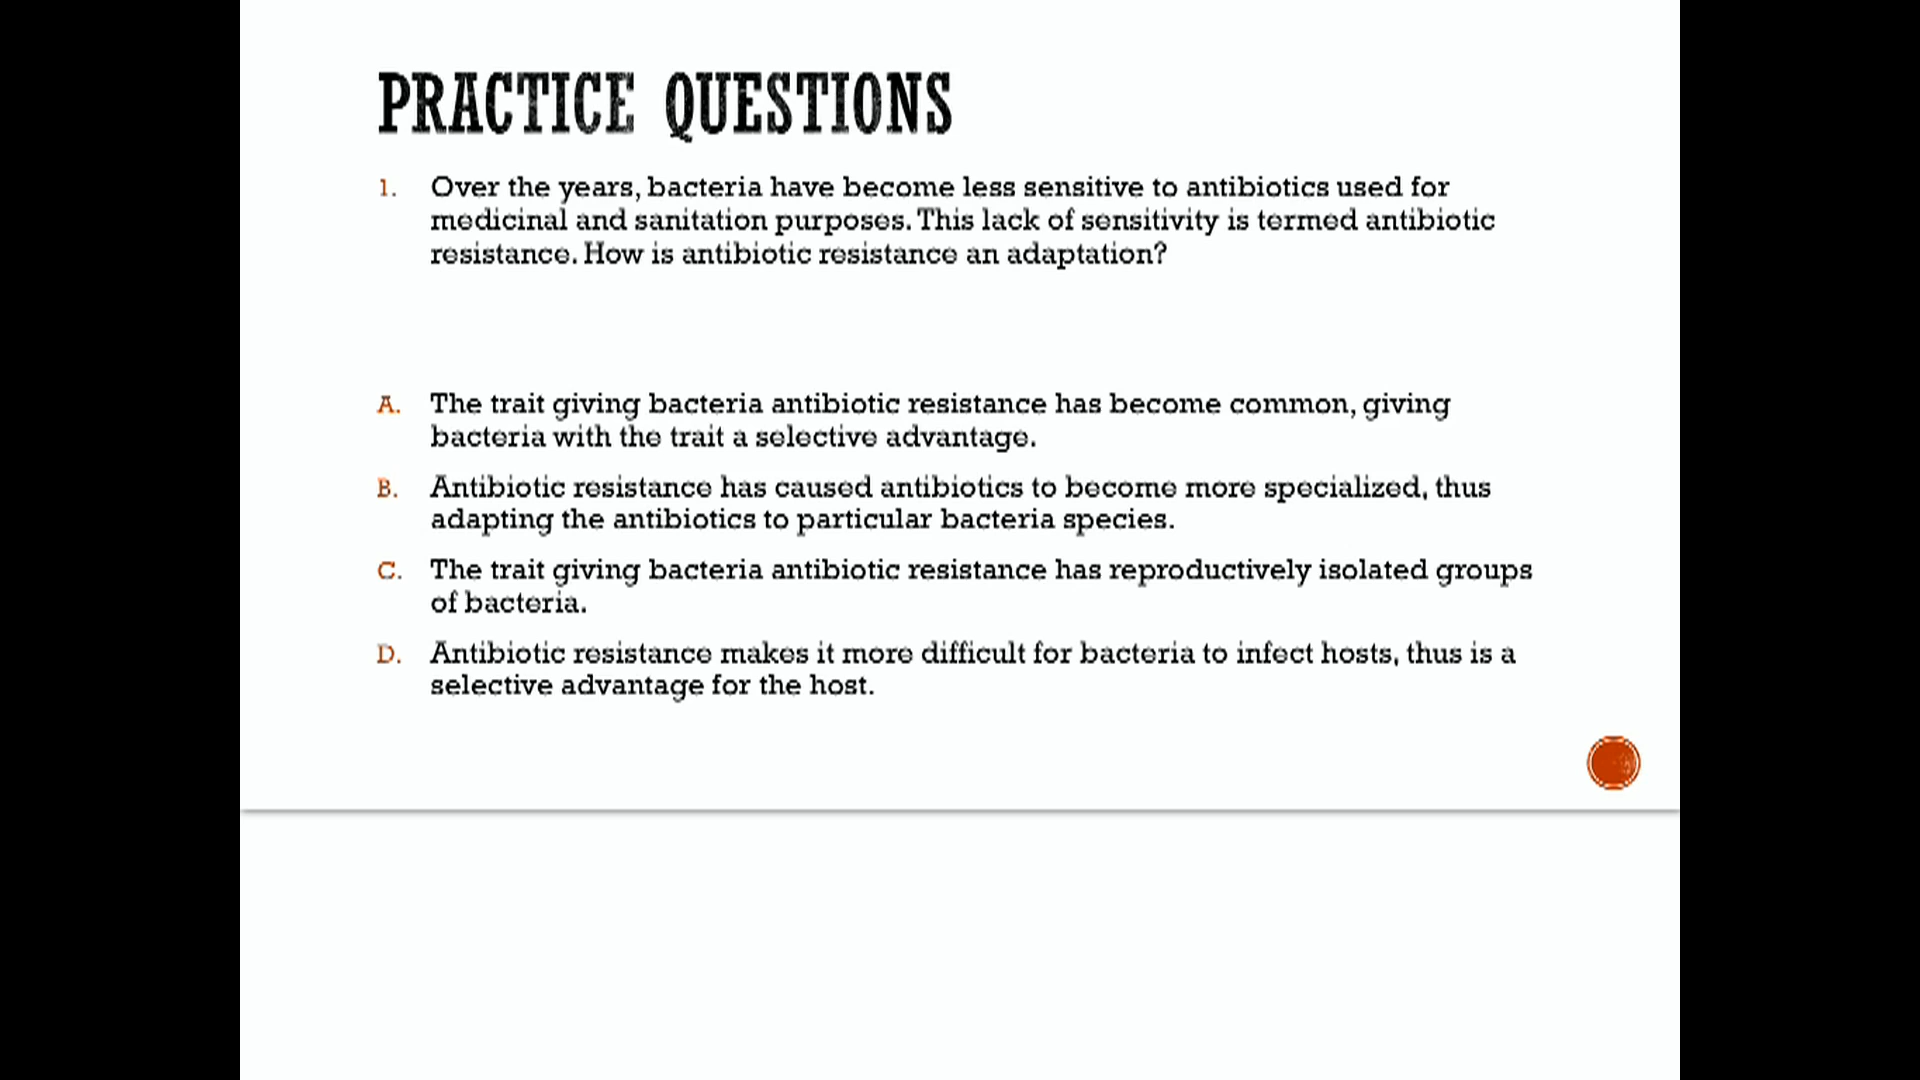 PRACTICE QUESTIONS
1. Over the years, bacteria have become less sensitive to antibiotics used for
medicinal and sanitation purposes. This lack of sensitivity is termed antibiotic
resistance. How is antibiotic resistance an adaptation?
A. The trait giving bacteria antibiotic resistance has become common, giving
bacteria with the trait a selective advantage.
B. Antibiotic resistance has caused antibiotics to become more specialized, thus
adapting the antibiotics to particular bacteria species.
C. The trait giving bacteria antibiotic resistance has reproductively isolated groups
of bacteria.
D. Antibiotic resistance makes it more difficult for bacteria to infect hosts, thus is a
selective advantage for the host.